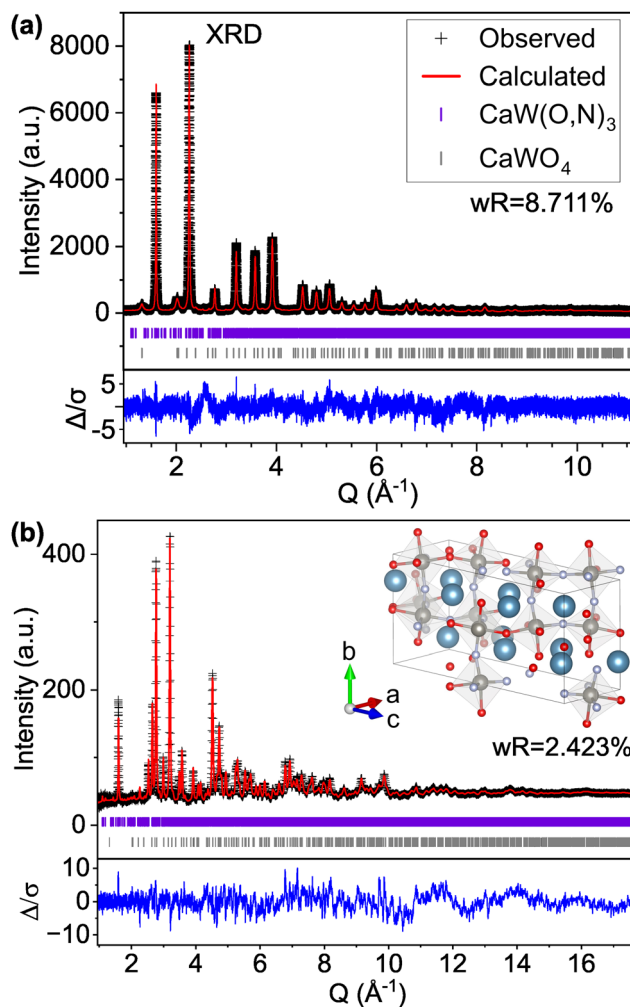 (a)
XRD
Observed
Calculated
CaW(O,N)₃
CaWO₄
wR=8.711%
Intensity (a.u.)
8000
6000
4000
2000
0
Δ/σ
5
0
-5
2 4 6 8 10
Q (Å⁻¹)
(b)
Intensity (a.u.)
400
200
0
b
a
c
wR=2.423%
Δ/σ
10
0
−10
2 4 6 8 10 12 14 16
Q (Å⁻¹)